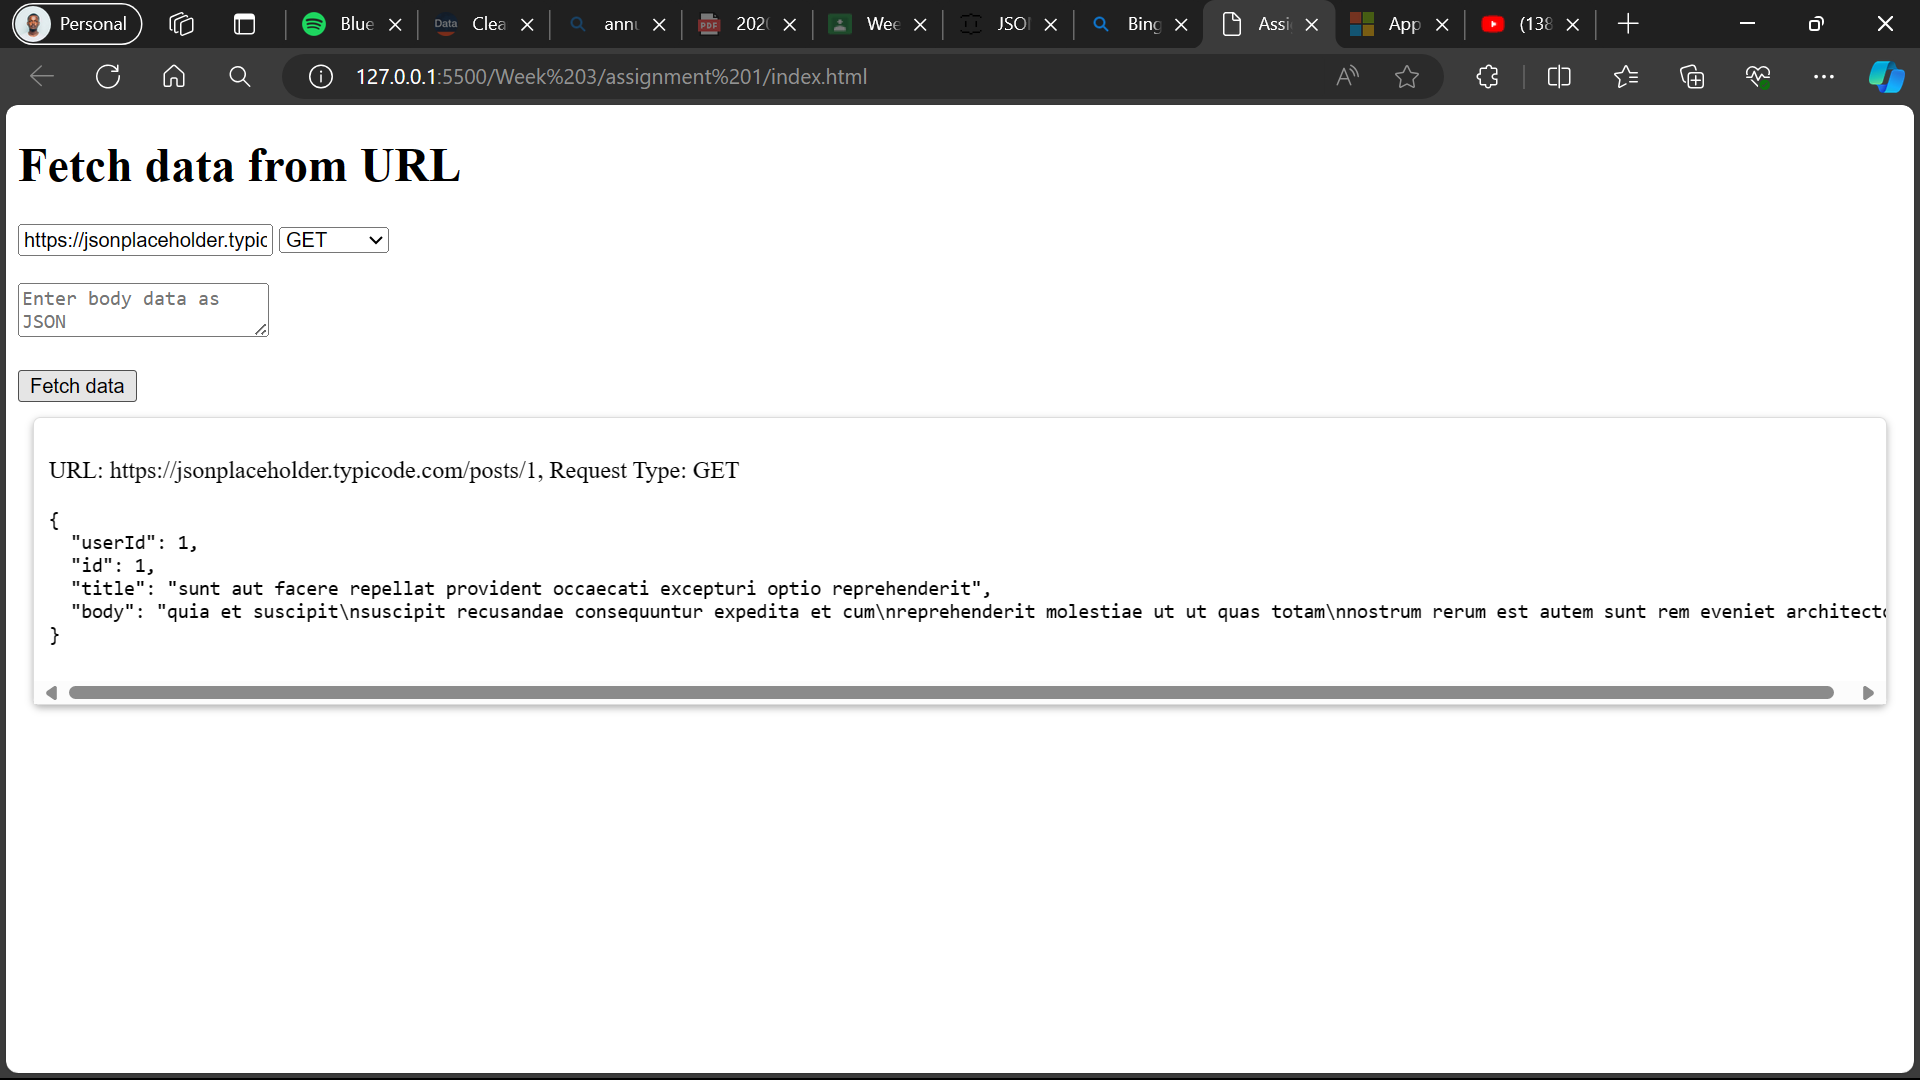 Personal
Blue
Data
Clea
PDF
202
Wee
JSO
Bing
Assi
App
(138
127.0.0.1:5500/Week%203/assignment%201/index.html
Fetch data from URL
https://jsonplaceholder.typic GET
Enter body data as
JSON
Fetch data
URL: https://jsonplaceholder.typicode.com/posts/1, Request Type: GET
{
"userId": 1,
"id": 1,
"title": "sunt aut facere repellat provident occaecati excepturi optio reprehenderit",
"body": "quia et suscipit\nsuscipit recusandae consequuntur expedita et cum\nreprehenderit molestiae ut ut quas totam\nnostrum rerum est autem sunt rem eveniet architecto
}